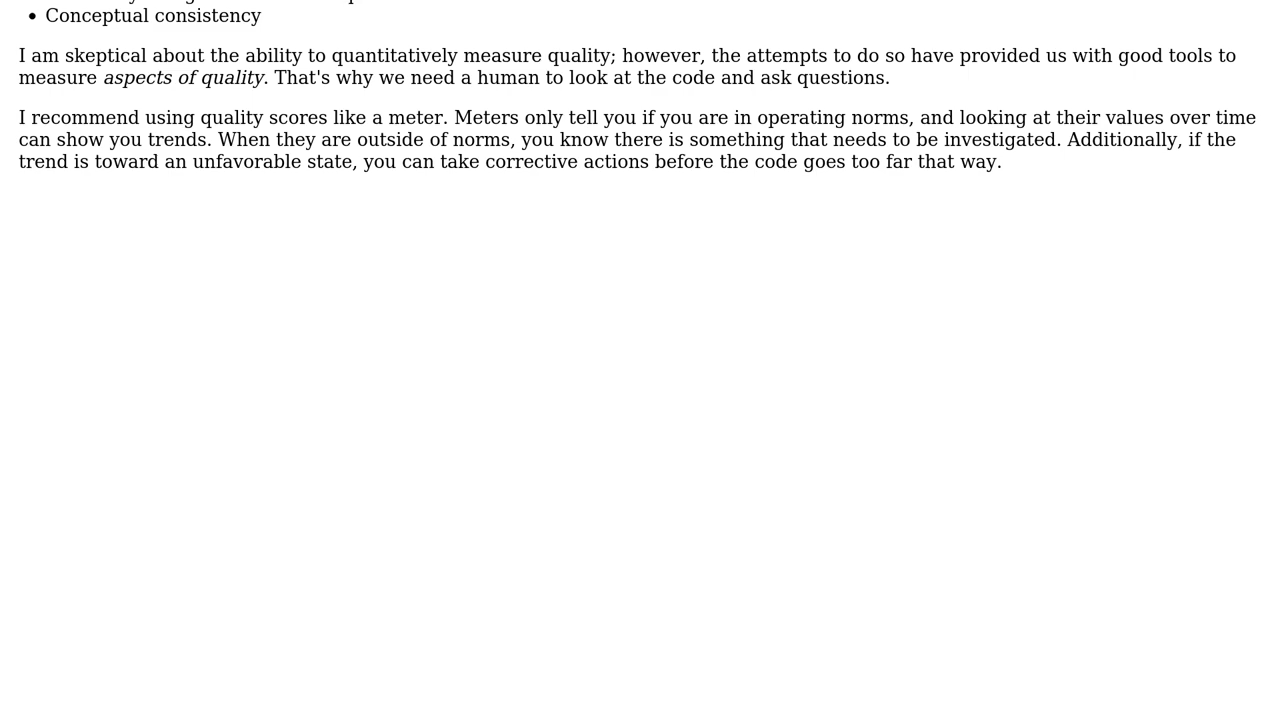 Conceptual consistency
I am skeptical about the ability to quantitatively measure quality; however, the attempts to do so have provided us with good tools to
measure aspects of quality. That's why we need a human to look at the code and ask questions.
I recommend using quality scores like a meter. Meters only tell you if you are in operating norms, and looking at their values over time
can show you trends. When they are outside of norms, you know there is something that needs to be investigated. Additionally, if the
trend is toward an unfavorable state, you can take corrective actions before the code goes too far that way.